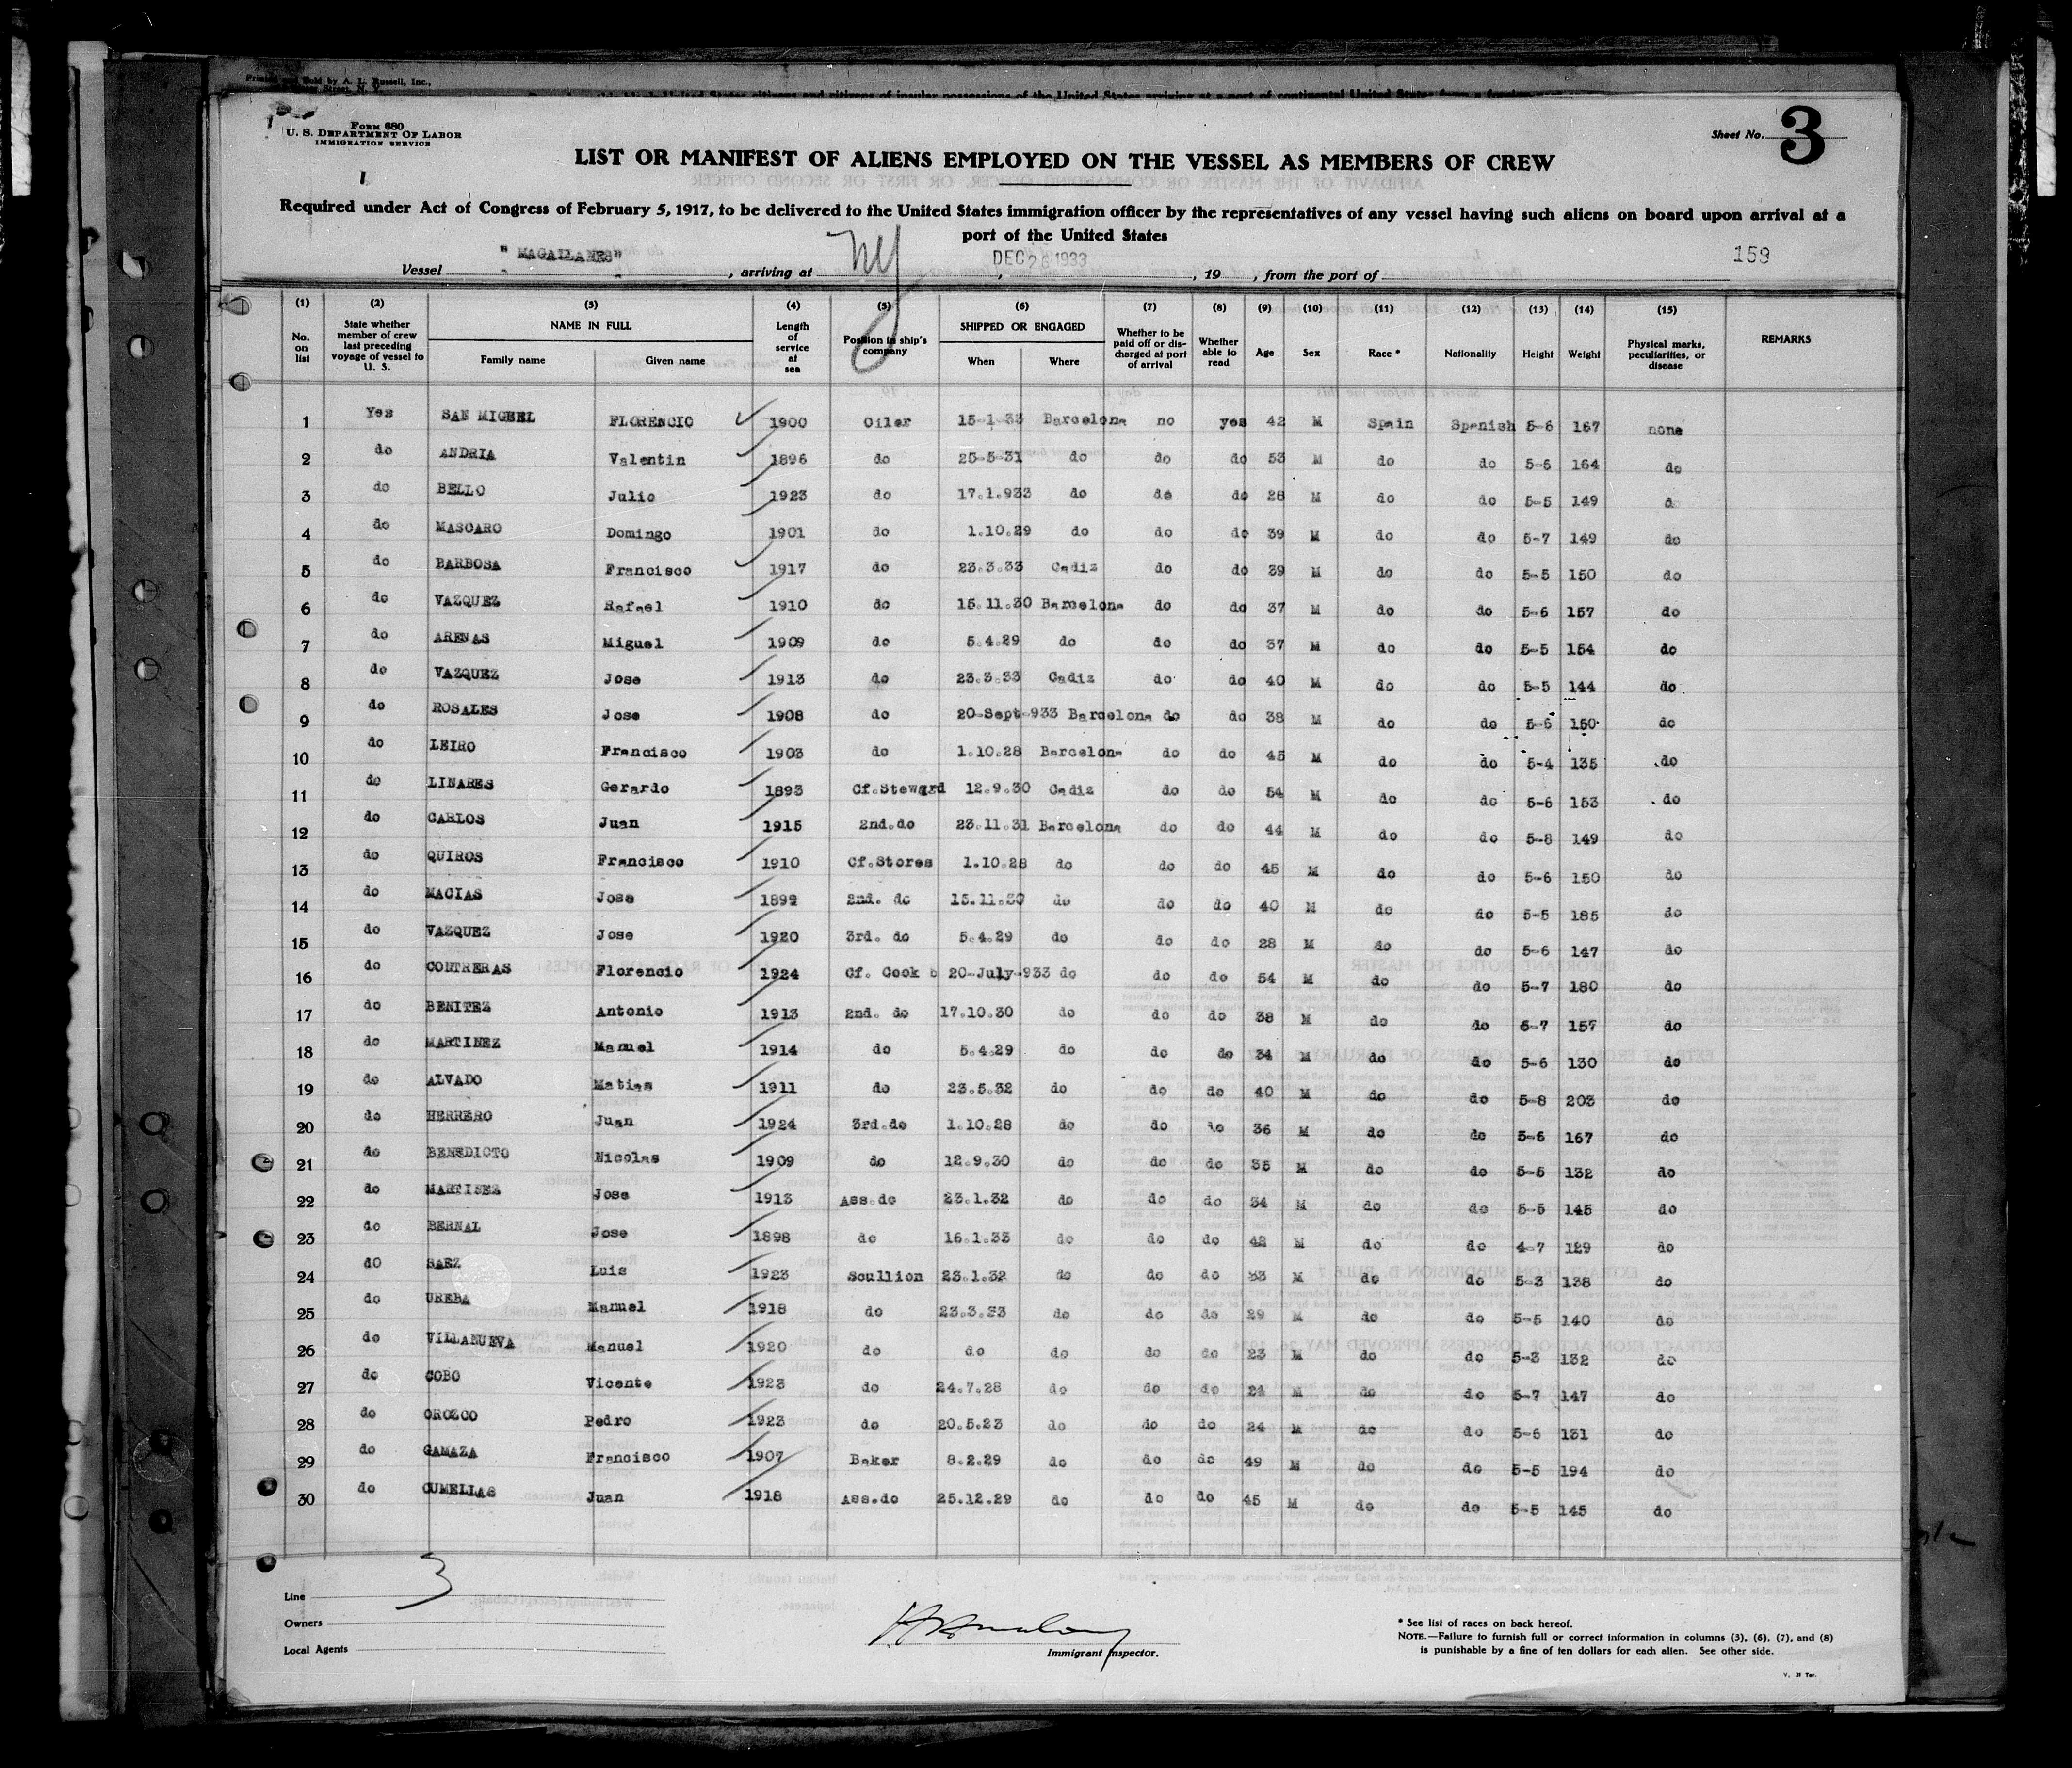 Printed and Sold by A. L. Russell, Inc.,
Form 680
U. S. DEPARTMENT OF LABOR
IMMIGRATION SERVICE
Sheet No. 3
LIST OR MANIFEST OF ALIENS EMPLOYED ON THE VESSEL AS MEMBERS OF CREW
Required under Act of Congress of February 5, 1917, to be delivered to the United States immigration officer by the representatives of any vessel having such aliens on board upon arrival at a
port of the United States
Vessel " MAGALLANES" , arriving at NY , DEC 28 1933 , 19 , from the port of 159
(1) (2) (3) (4) (5) (6) (7) (8) (9) (10) (11) (12) (13) (14) (15)
No. on list State whether member of crew last preceding voyage of vessel to U. S. NAME IN FULL Family name Given name Length of service at sea Position in ship's company SHIPPED OR ENGAGED When Where Whether to be paid off or discharged at port of arrival Whether able to read Age Sex Race * Nationality Height Weight Physical marks, peculiarities, or disease REMARKS
1 Yes SAN MIGEEL FLORENCIO 1900 Oiler 15-1-33 Barcelona no yes 42 M Spain Spanish 5-6 167 none
2 do ANDRIA Valentin 1896 do 25-5-31 do do do 53 M do do 5-6 164 do
3 do BELLO Julio 1923 do 17.1.933 do do do 28 M do do 5-5 149 d
4 do MASCARO Domingo 1901 do 1.10.29 do do do 39 M do do 5-7 149 do
5 do BARBOSA Francisco 1917 do 23.3.33 Cadiz do do 39 M do do 5-5 150 do
6 do VAZQUEZ Rafael 1910 do 15.11.30 Barcelona do do 37 M do do 5-6 157 do
7 do ARENAS Miguel 1909 do 5.4.29 do do do 37 M do do 5-5 154 do
8 do VAZQUEZ Jose 1913 do 23.3.33 Cadiz do do 40 M do do 5-5 144 do
9 do ROSALES Jose 1908 do 20-Sept-933 Barcelona do do 38 M do do 5-6 150 do
10 do LEIRO Francisco 1903 do 1.10.28 Barcelona do do 45 M do do 5-4 135 do
11 do LINARES Gerardo 1893 Cf.Steward 12.9.30 Cadiz do do 54 M do do 5-6 153 do
12 do CARLOS Juan 1915 2nd.do 23.11.31 Barcelona do do 44 M do do 5-8 149 do
13 do QUIROS Francisco 1910 Cf.Stores 1.10.28 do do do 45 M do do 5-6 150 do
14 do MACIAS Jose 1899 2nd. do 15.11.30 do do do 40 M do do 5-5 185 do
15 do VAZQUEZ Jose 1920 3rd. do 5.4.29 do do do 28 M do do 5-6 147 do
16 do CONTRERAS Florencio 1924 Cf. Cook 20-July-933 do do do 54 M do do 5-7 180 do
17 do BENITEZ Antonio 1913 2nd. do 17.10.30 do do do 38 M do do 5-7 157 do
18 do MARTINEZ Manuel 1914 do 5.4.29 do do do 34 M do do 5-6 130 do
19 do ALVADO Matias 1911 do 23.5.32 do do do 40 M do do 5-8 203 do
20 do HERRERO Juan 1924 3rd.do 1.10.28 do do do 36 M do do 5-6 167 do
21 do BENEDICTO Nicolas 1909 do 12.9.30 do do do 35 M do do 5-5 132 do
22 do MARTINEZ Jose 1913 Ass.do 23.1.32 do do do 34 M do do 5-5 145 do
23 do BERNAL Jose 1898 do 16.1.33 do do do 42 M do do 4-7 129 do
24 dO SAEZ Luis 1923 Scullion 23.1.32 do do do 33 M do do 5-3 138 do
25 do UREBA Manuel 1918 do 23.3.33 do do do 29 M do do 5-5 140 do
26 do VILLANUEVA Manuel 1920 do do do do do 23 M do do 5-3 132 do
27 do COBO Vicente 1923 do 24.7.28 do do do 24 M do do 5-7 147 do
28 do OROZCO Pedro 1923 do 20.5.23 do do do 24 M do do 5-6 131 do
29 do GAMAZA Francisco 1907 Baker 8.2.29 do do do 49 M do do 5-5 194 do
30 do CUMELLAS Juan 1918 Ass.do 25.12.29 do do do 45 M do do 5-5 145 do
3
Line
Owners
Local Agents
Immigrant Inspector.
* See list of races on back hereof.
NOTE.—Failure to furnish full or correct information in columns (3), (6), (7), and (8)
is punishable by a fine of ten dollars for each alien. See other side.